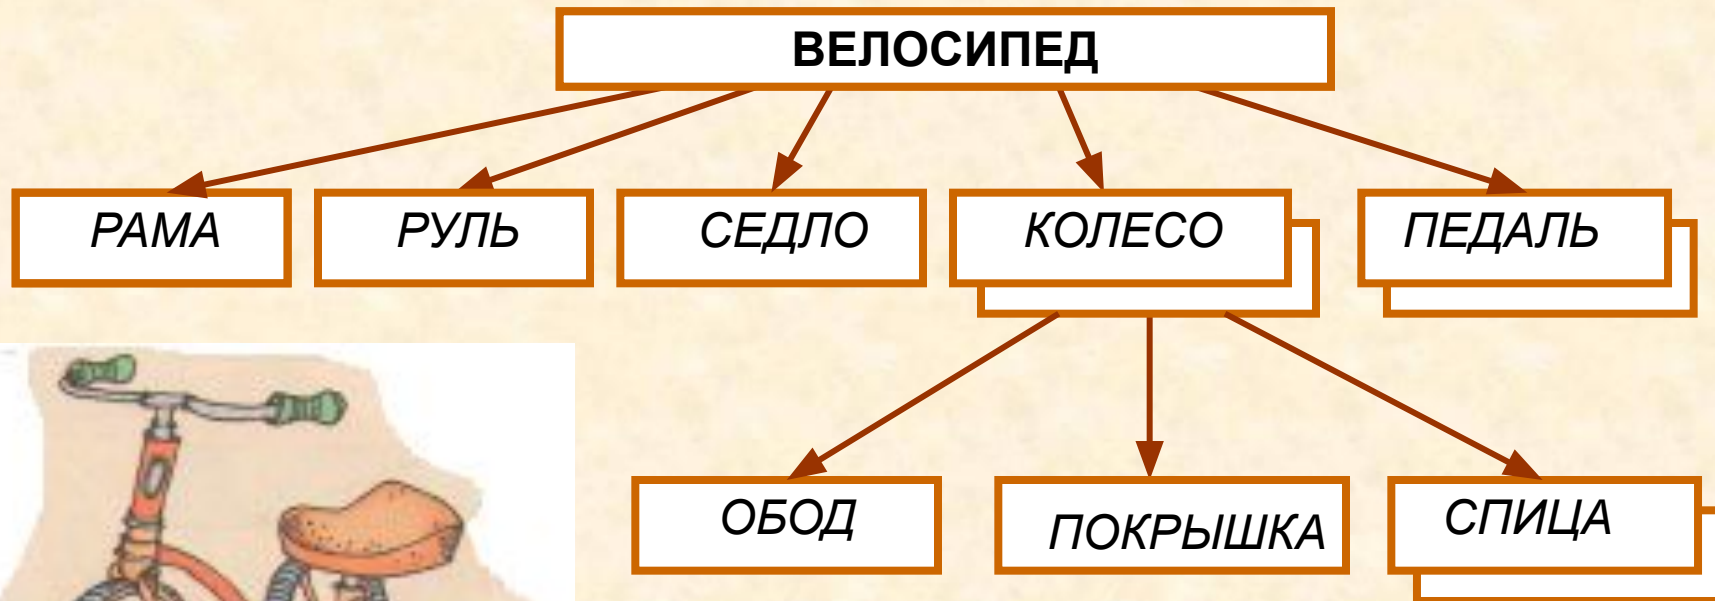 ВЕЛОСИПЕД
РАМА
РУЛЬ
СЕДЛО
КОЛЕСО
ПЕДАЛЬ
ОБОД
ПОКРЫШКА
СПИЦА